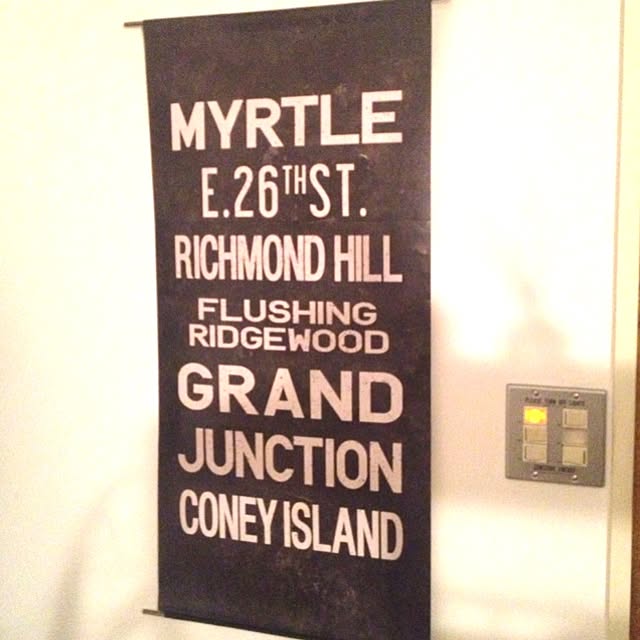 MYRTLE
E.26TH ST.
RICHMOND HILL
FLUSHING
RIDGEWOOD
GRAND
JUNCTION
CONEY ISLAND